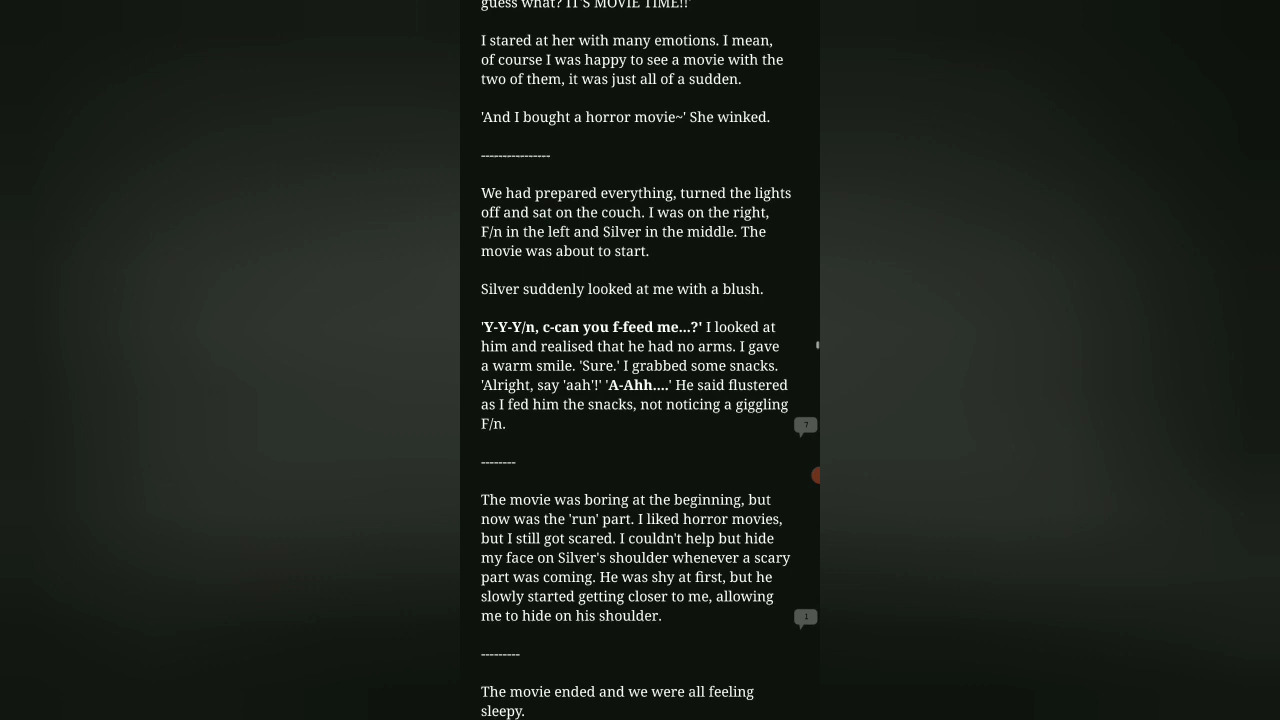 guess what? IT'S MOVIE TIME!!'
I stared at her with many emotions. I mean,
of course I was happy to see a movie with the
two of them, it was just all of a sudden.
'And I bought a horror movie~' She winked.
----------------
We had prepared everything, turned the lights
off and sat on the couch. I was on the right,
F/n in the left and Silver in the middle. The
movie was about to start.
Silver suddenly looked at me with a blush.
'Y-Y-Y/n, c-can you f-feed me...?' I looked at
him and realised that he had no arms. I gave
a warm smile. 'Sure.' I grabbed some snacks.
'Alright, say 'aah'!' 'A-Ahh....' He said flustered
as I fed him the snacks, not noticing a giggling
F/n.
7
--------
The movie was boring at the beginning, but
now was the 'run' part. I liked horror movies,
but I still got scared. I couldn't help but hide
my face on Silver's shoulder whenever a scary
part was coming. He was shy at first, but he
slowly started getting closer to me, allowing
me to hide on his shoulder.
1
---------
The movie ended and we were all feeling
sleepy.